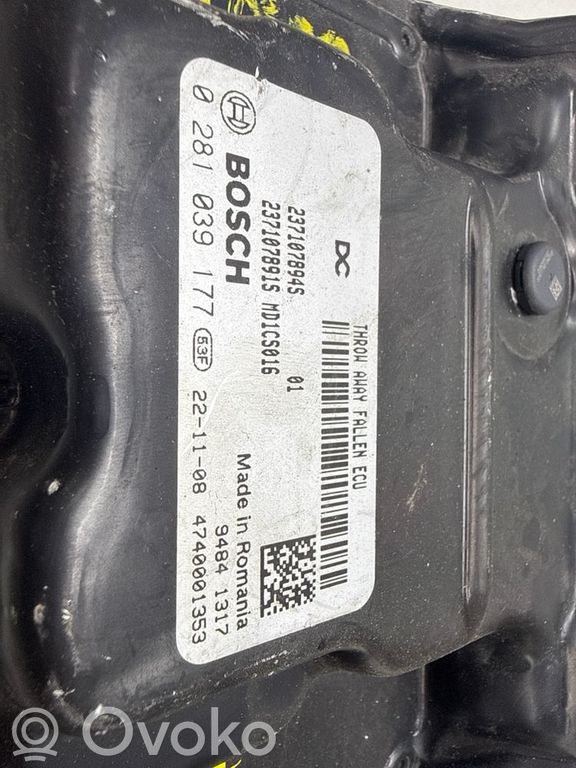 DC
THROW AWAY FALLEN ECU
237107894S
237107891S MD1CS016
01
BOSCH
Made in Romania
9484 1317
0 281 039 177 53F 22-11-08 4740001353
OVOKO